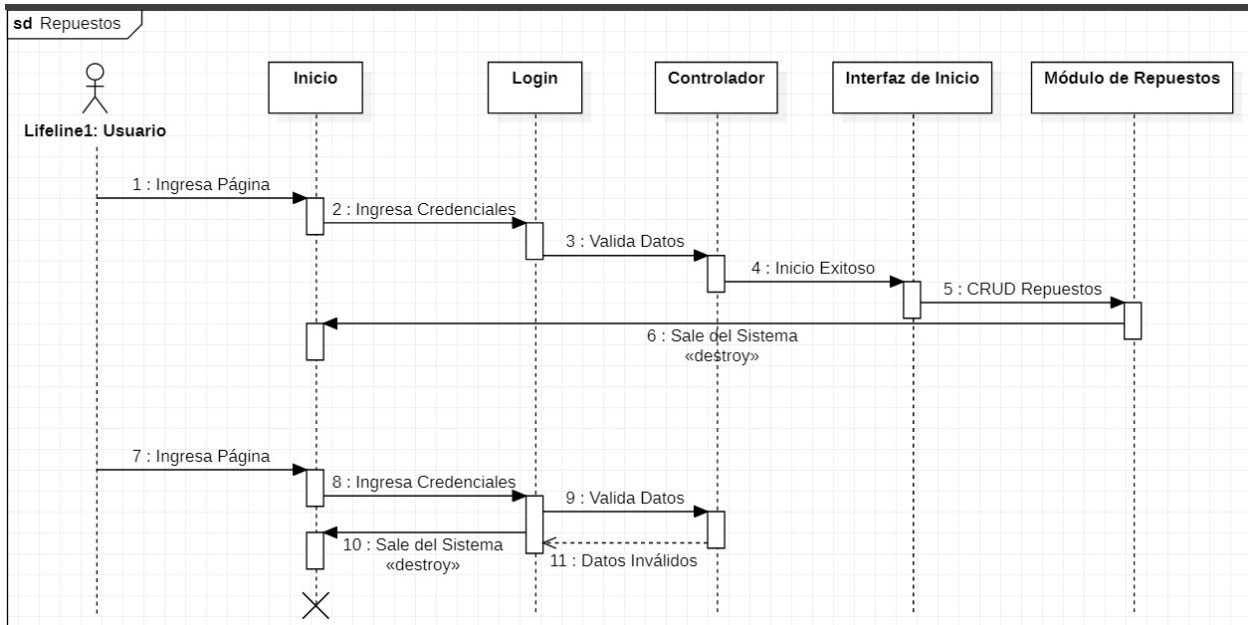 sd Repuestos
Inicio
Login
Controlador
Interfaz de Inicio
Módulo de Repuestos
Lifeline1: Usuario
1 : Ingresa Página
2 : Ingresa Credenciales
3 : Valida Datos
4 : Inicio Exitoso
5 : CRUD Repuestos
6 : Sale del Sistema
«destroy»
7 : Ingresa Página
8 : Ingresa Credenciales
9 : Valida Datos
10 : Sale del Sistema
«destroy»
11 : Datos Inválidos